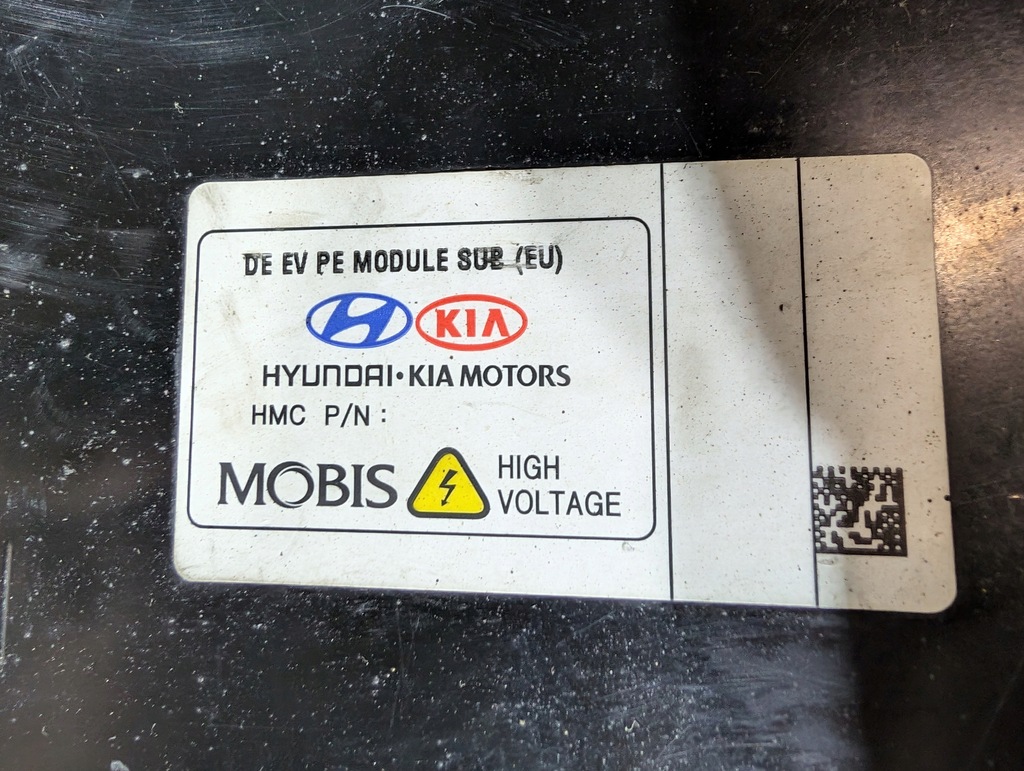 DE EV PE MODULE SUB (EU)
KIA
HYUNDAI·KIA MOTORS
HMC P/N :
MOBIS
HIGH
VOLTAGE